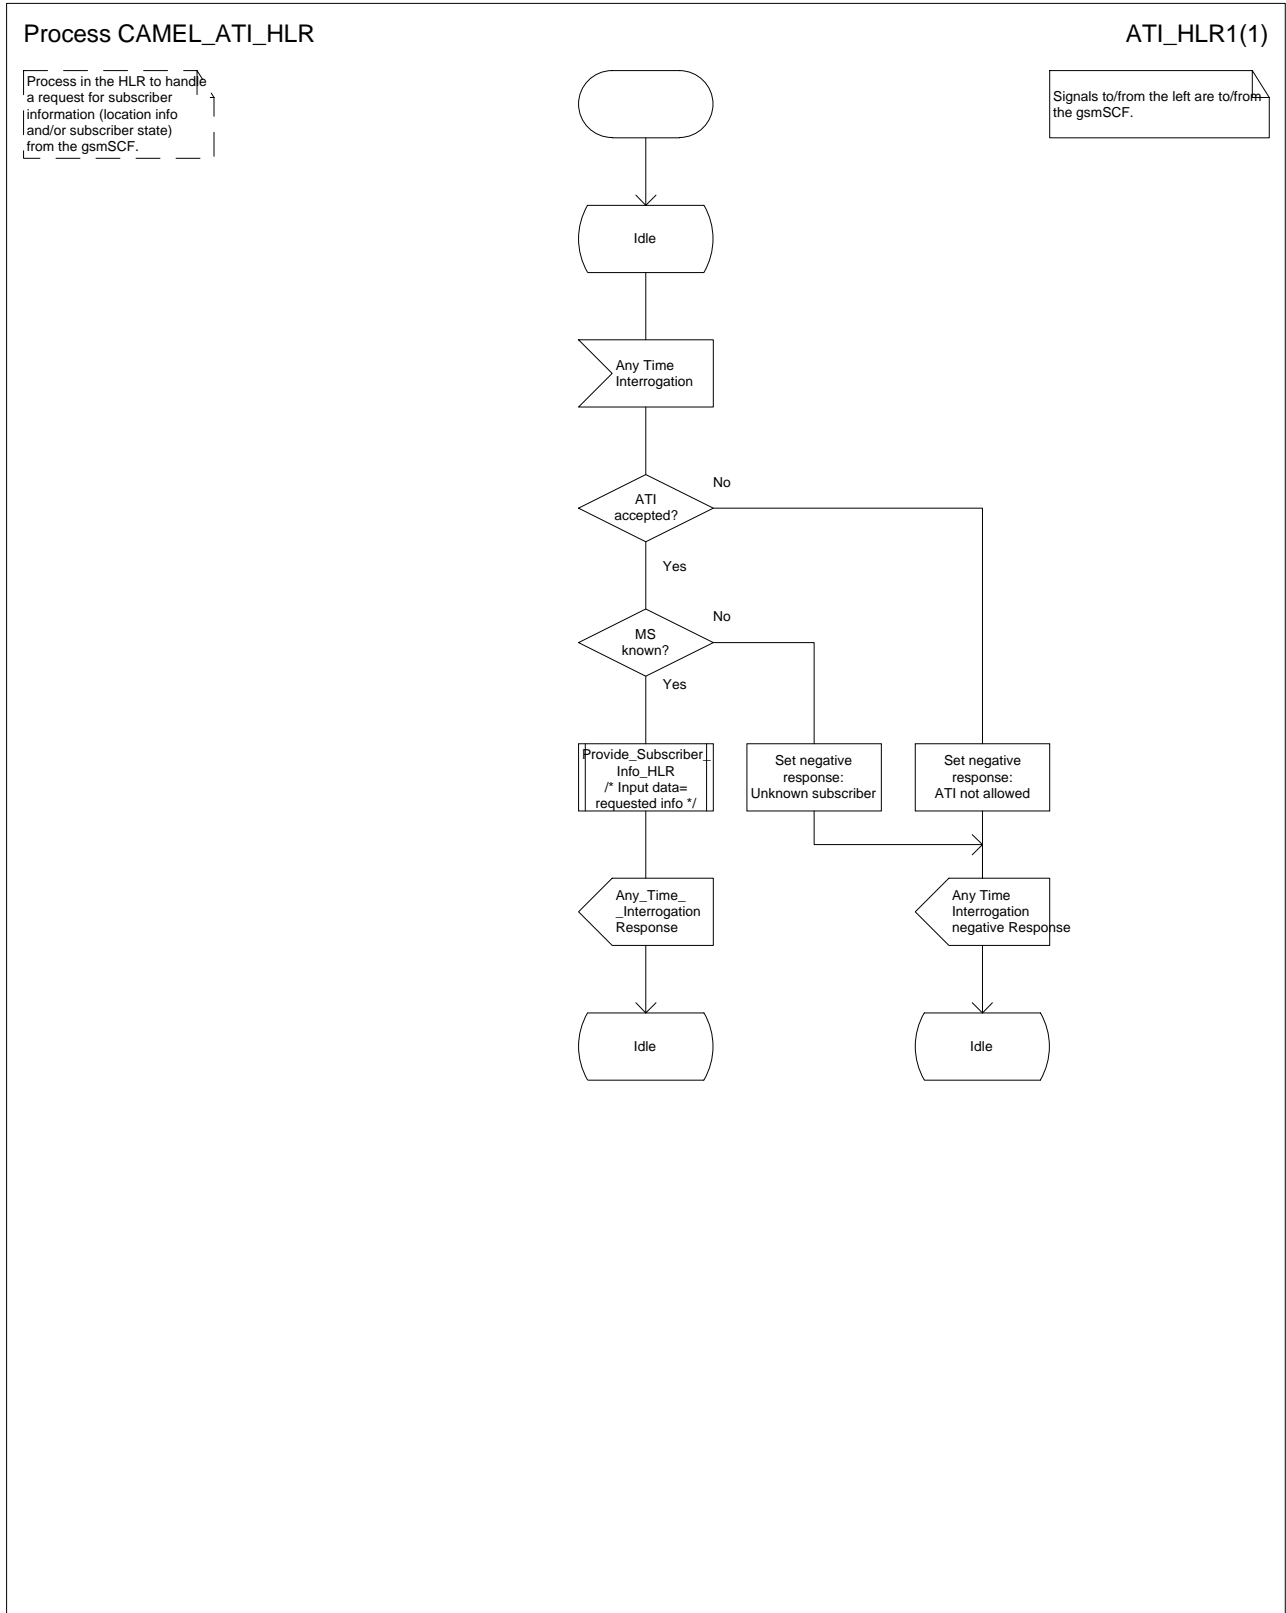 Process CAMEL_ATI_HLR
ATI_HLR1(1)
Process in the HLR to handle
a request for subscriber
information (location info
and/or subscriber state)
from the gsmSCF.
Signals to/from the left are to/from
the gsmSCF.
Idle
Any Time
Interrogation
ATI
accepted?
No
Yes
MS
known?
No
Yes
Provide_Subscriber_
Info_HLR
/* Input data=
requested info */
Set negative
response:
Unknown subscriber
Set negative
response:
ATI not allowed
Any_Time_
_Interrogation
Response
Any Time
Interrogation
negative Response
Idle
Idle